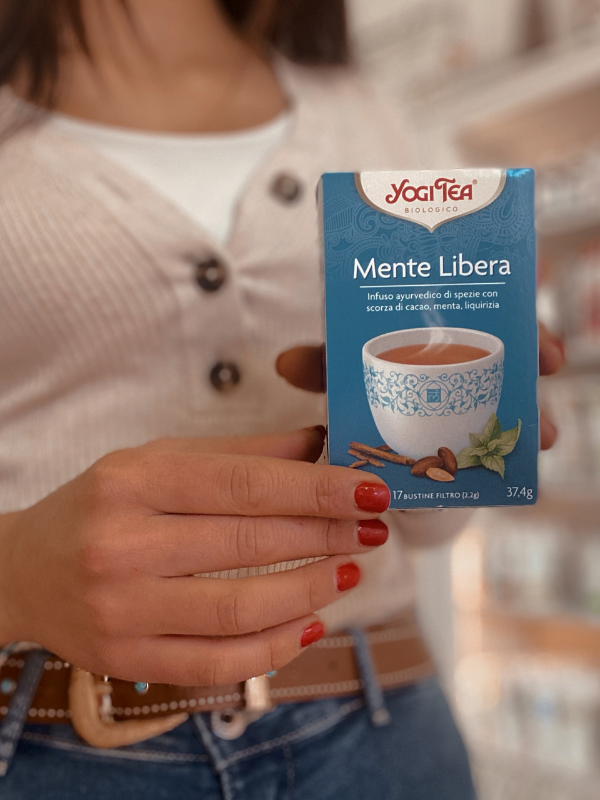 YOGI TEA®
BIOLOGICO
Mente Libera
Infuso ayurvedico di spezie con
scorza di cacao, menta, liquirizia
17 BUSTINE FILTRO (2,2g) 37,4g